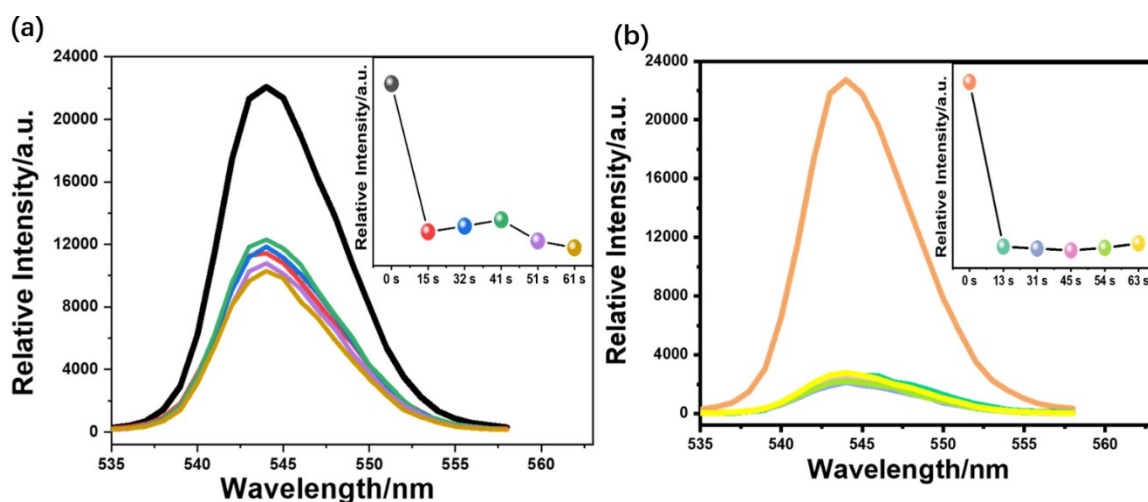 (a)
24000
20000
16000
12000
8000
4000
0
Relative Intensity/a.u.
535 540 545 550 555 560
Wavelength/nm
Relative Intensity/a.u.
0 s 15 s 32 s 41 s 51 s 61 s
(b)
24000
20000
16000
12000
8000
4000
0
Relative Intensity/a.u.
535 540 545 550 555 560
Wavelength/nm
Relative Intensity/a.u.
0 s 13 s 31 s 45 s 54 s 63 s